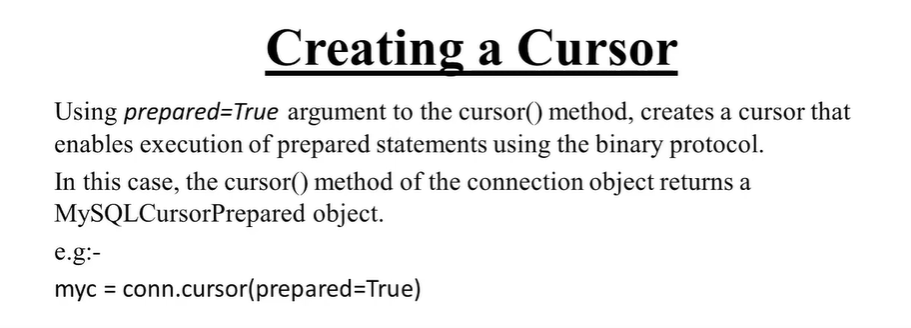 Creating a Cursor
Using prepared=True argument to the cursor() method, creates a cursor that
enables execution of prepared statements using the binary protocol.
In this case, the cursor() method of the connection object returns a
MySQLCursorPrepared object.
e.g:-
myc = conn.cursor(prepared=True)